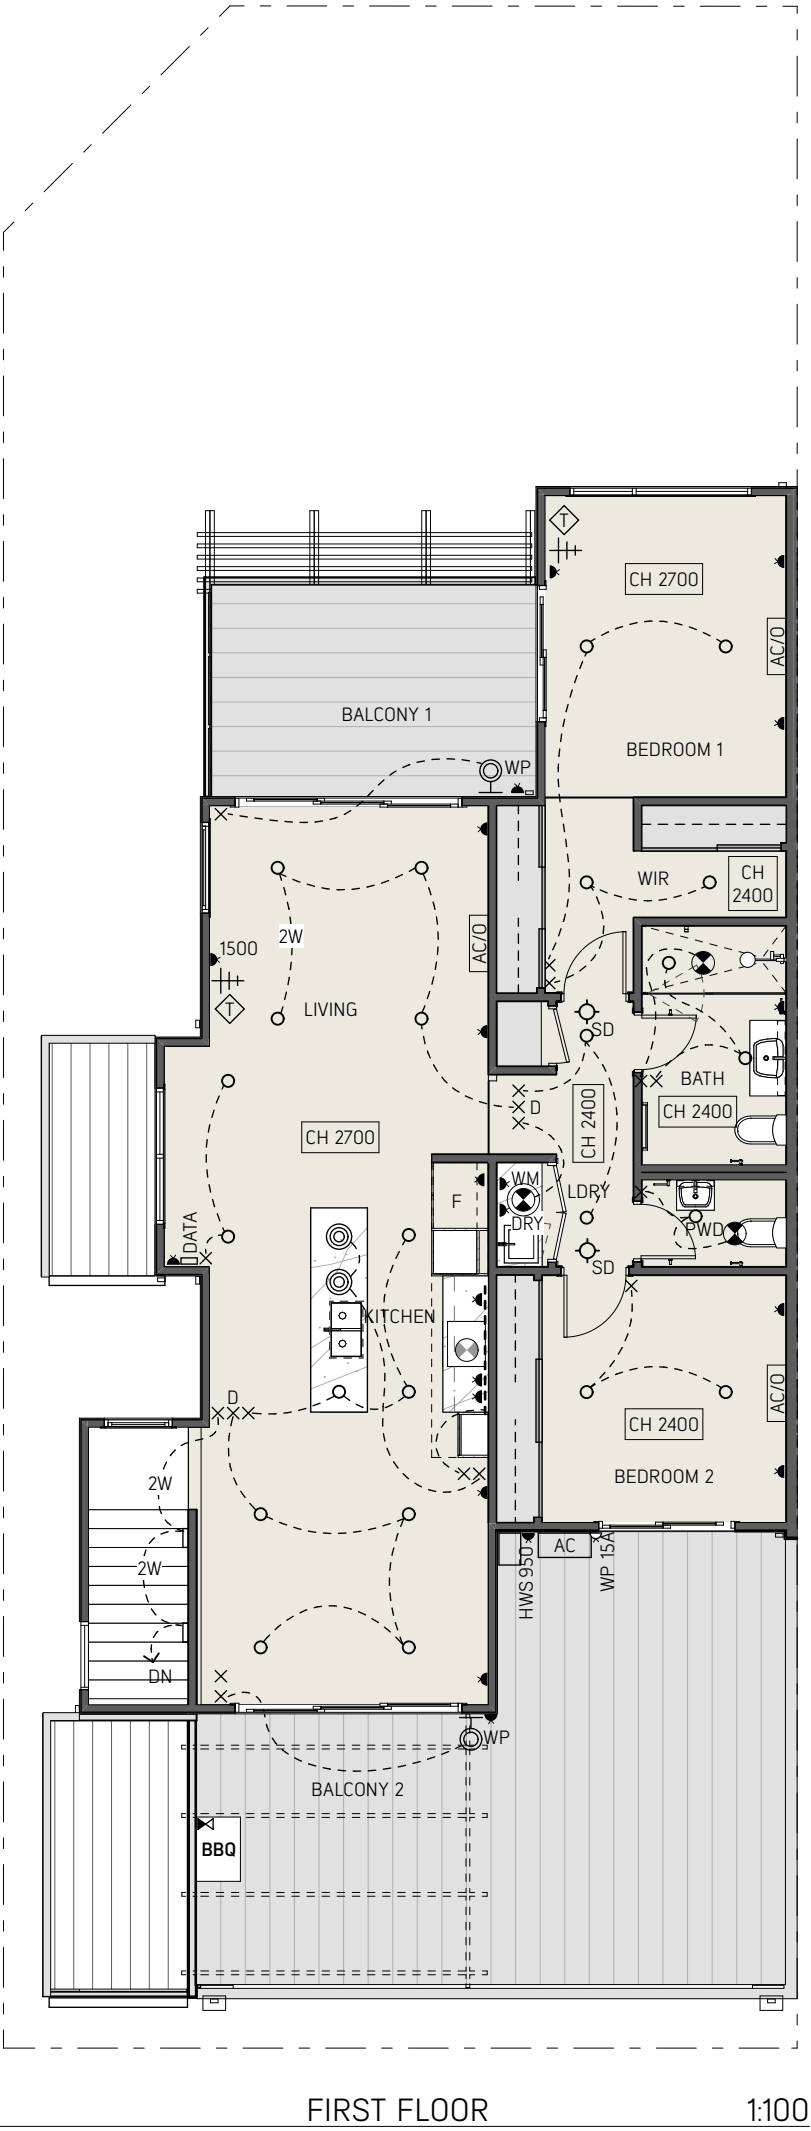 T
CH 2700
AC/O
BALCONY 1
BEDROOM 1
WP
WIR
CH
2400
2W
AC/O
1500
T
LIVING
SD
BATH
D
CH 2400
CH 2400
CH 2700
WM
LDRY
F
DRY
PWD
DATA
SD
KITCHEN
AC/O
D
CH 2400
2W
BEDROOM 2
AC
HWS 950
WP 15A
2W
DN
WP
BALCONY 2
BBQ
FIRST FLOOR 1:100